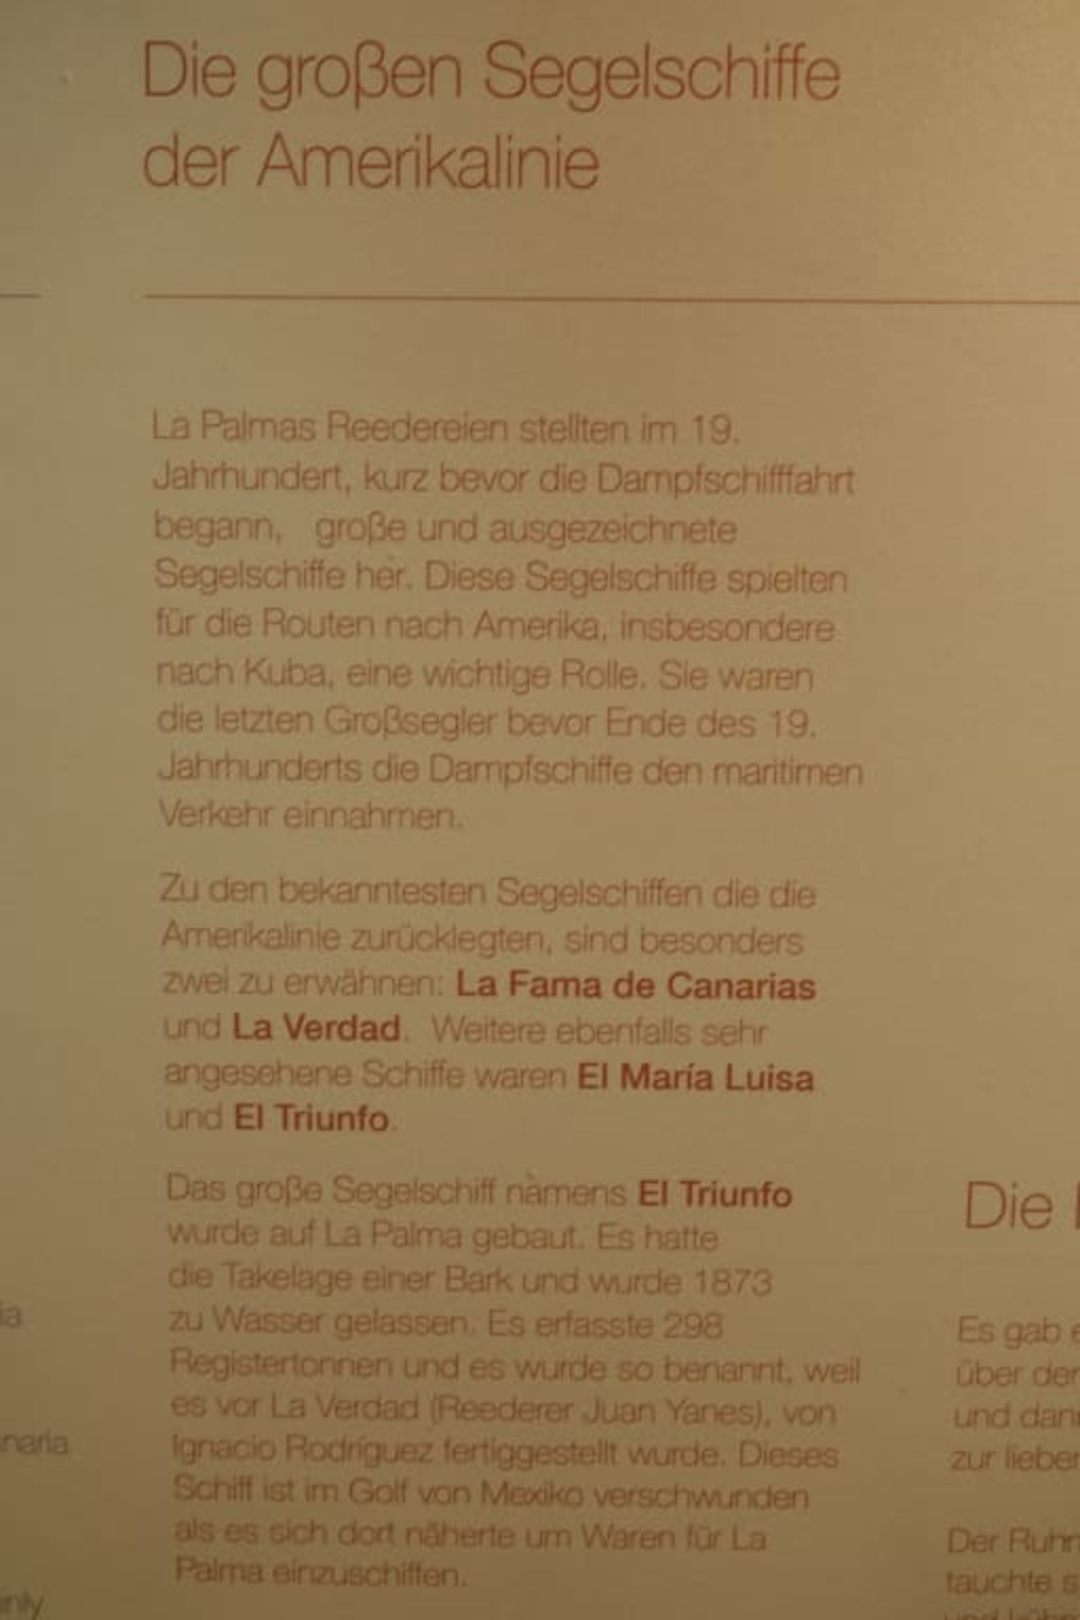 Die großen Segelschiffe
der Amerikalinie
La Palmas Reedereien stellten im 19.
Jahrhundert, kurz bevor die Dampfschifffahrt
begann, große und ausgezeichnete
Segelschiffe her. Diese Segelschiffe spielten
für die Routen nach Amerika, insbesondere
nach Kuba, eine wichtige Rolle. Sie waren
die letzten Großsegler bevor Ende des 19.
Jahrhunderts die Dampfschiffe den maritimen
Verkehr einnahmen.
Zu den bekanntesten Segelschiffen die die
Amerikalinie zurücklegten, sind besonders
zwei zu erwähnen: La Fama de Canarias
und La Verdad. Weitere ebenfalls sehr
angesehene Schiffe waren El María Luisa
und El Triunfo.
Das große Segelschiff namens El Triunfo
wurde auf La Palma gebaut. Es hatte
die Takelage einer Bark und wurde 1873
zu Wasser gelassen. Es erfasste 298
Registertonnen und es wurde so benannt, weil
es vor La Verdad (Reederer Juan Yanes), von
Ignacio Rodríguez fertiggestellt wurde. Dieses
Schiff ist im Golf von Mexiko verschwunden
als es sich dort näherte um Waren für La
Palma einzuschiffen.
Die
Es gab
über der
und dan
zur lieber
Der Ruhr
tauchte s
ia
naria
inly